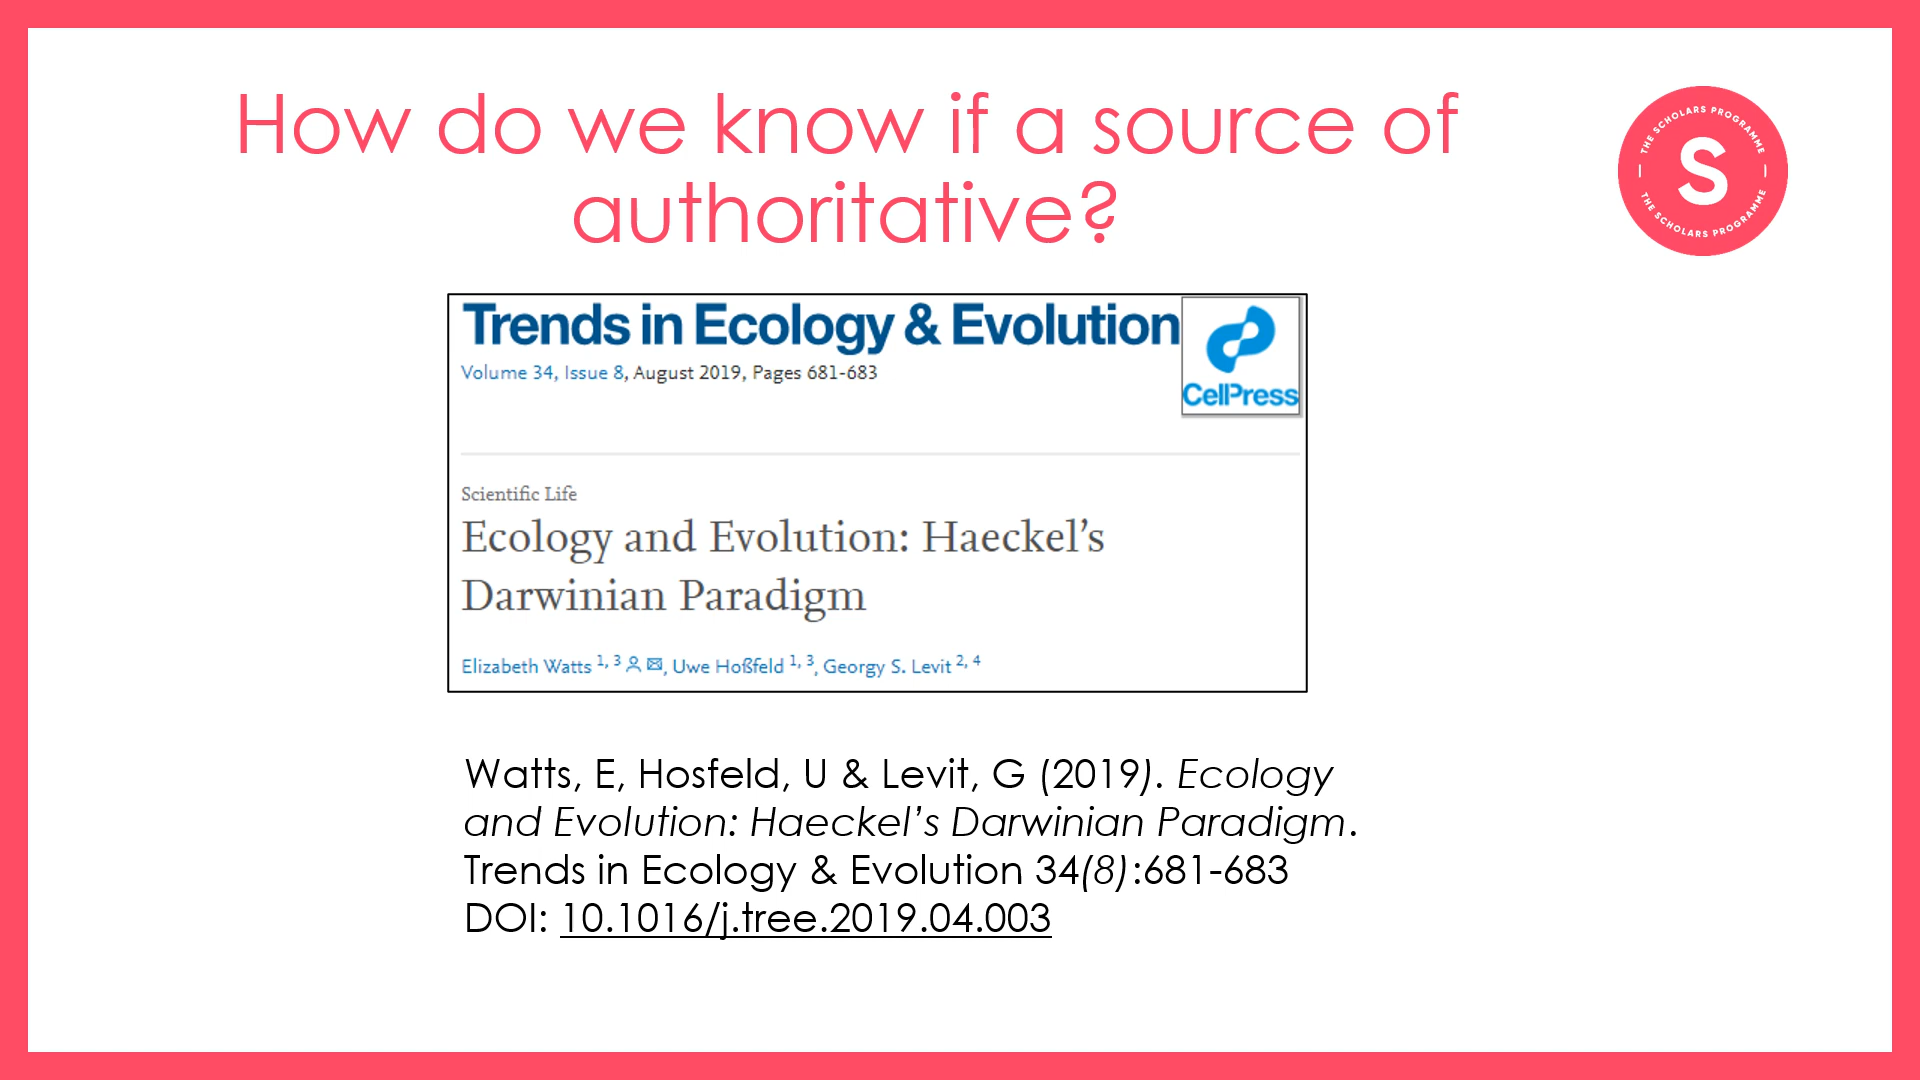 How do we know if a source of
authoritative?
THE SCHOLARS PROGRAMME
S
THE SCHOLARS PROGRAMME
Trends in Ecology & Evolution
CellPress
Volume 34, Issue 8, August 2019, Pages 681-683
Scientific Life
Ecology and Evolution: Haeckel’s
Darwinian Paradigm
Elizabeth Watts 1, 3, Uwe Hoßfeld 1, 3, Georgy S. Levit 2, 4
Watts, E, Hosfeld, U & Levit, G (2019). Ecology
and Evolution: Haeckel’s Darwinian Paradigm.
Trends in Ecology & Evolution 34(8):681-683
DOI: 10.1016/j.tree.2019.04.003